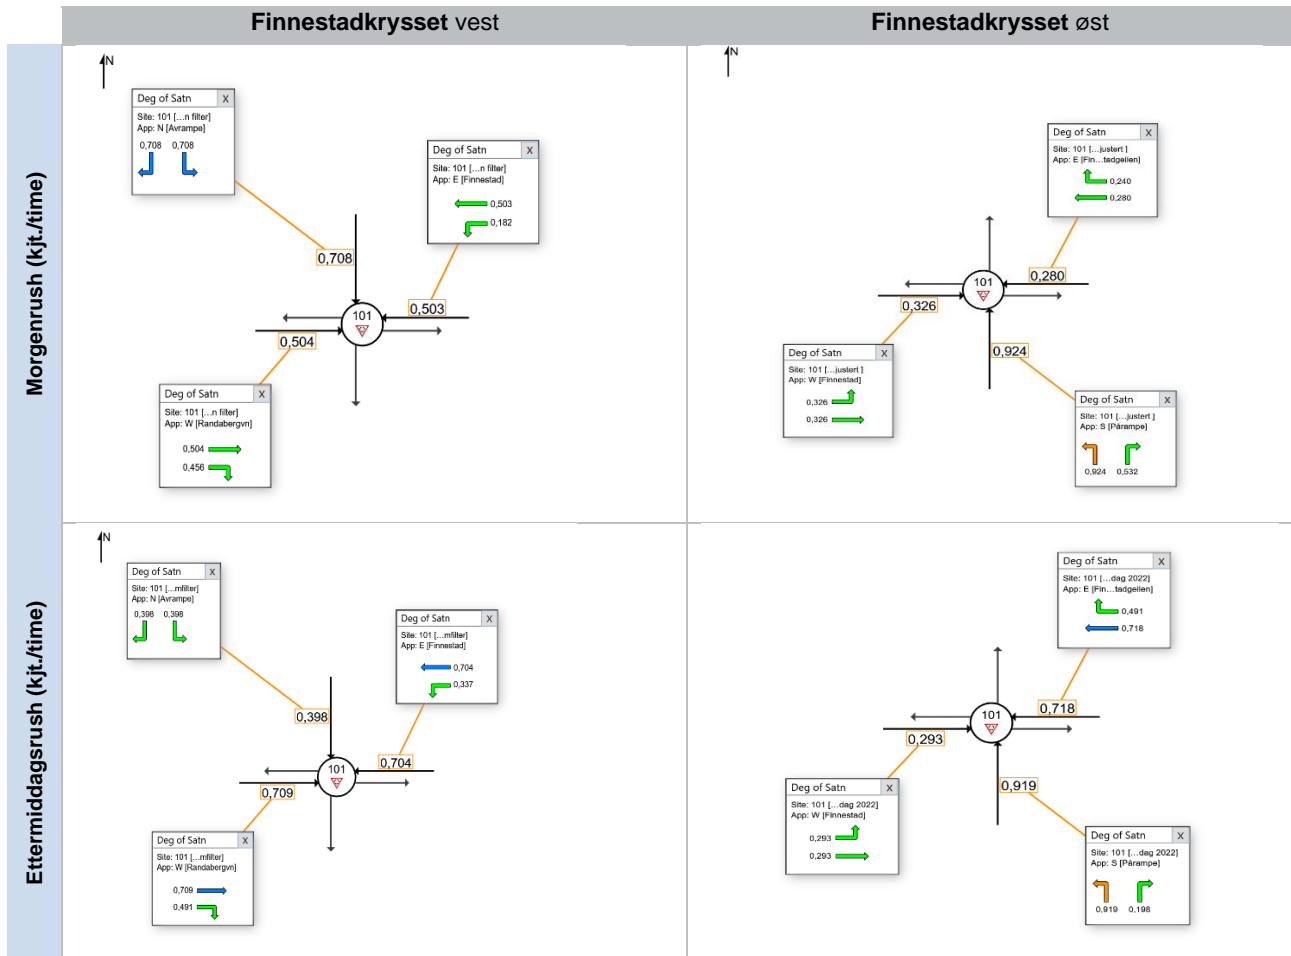 Finnestadkrysset vest
Finnestadkrysset øst
Morgenrush (kjt./time)
N
Deg of Satn X
Site: 101 [...n filter]
App: N [Avrampe]
0,708 0,708
Deg of Satn X
Site: 101 [...n filter]
App: E [Finnestad]
0,503
0,182
0,708
101
0,503
0,504
Deg of Satn X
Site: 101 [...n filter]
App: W [Randabergvn]
0,504
0,456
N
Deg of Satn X
Site: 101 [...justert ]
App: E [Fin...tadgeilen]
0,240
0,280
101
0,280
0,326
0,924
Deg of Satn X
Site: 101 [...justert ]
App: W [Finnestad]
0,326
0,326
Deg of Satn X
Site: 101 [...justert ]
App: S [Pårampe]
0,924 0,532
Ettermiddagsrush (kjt./time)
N
Deg of Satn X
Site: 101 [...mfilter]
App: N [Avrampe]
0,398 0,398
Deg of Satn X
Site: 101 [...mfilter]
App: E [Finnestad]
0,704
0,337
0,398
101
0,704
0,709
Deg of Satn X
Site: 101 [...mfilter]
App: W [Randabergvn]
0,709
0,491
Deg of Satn X
Site: 101 [...dag 2022]
App: E [Fin...tadgeilen]
0,491
0,718
101
0,718
0,293
0,919
Deg of Satn X
Site: 101 [...dag 2022]
App: W [Finnestad]
0,293
0,293
Deg of Satn X
Site: 101 [...dag 2022]
App: S [Pårampe]
0,919 0,198